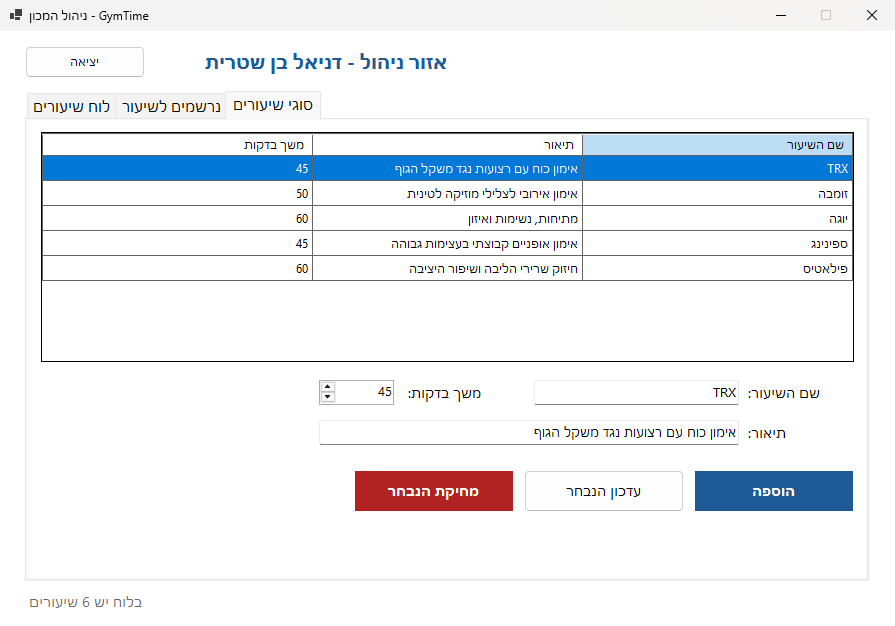 GymTime - ניהול המכון
אזור ניהול - דניאל בן שטרית
יציאה
סוגי שיעורים
נרשמים לשיעור
לוח שיעורים
שם השיעור תיאור משך בדקות
TRX אימון כוח עם רצועות נגד משקל הגוף 45
זומבה אימון אירובי לצלילי מוזיקה לטינית 50
יוגה מתיחות, נשימות ואיזון 60
ספינינג אימון אופניים קבוצתי בעצימות גבוהה 45
פילאטיס חיזוק שרירי הליבה ושיפור היציבה 60
שם השיעור: TRX משך בדקות: 45
תיאור: אימון כוח עם רצועות נגד משקל הגוף
הוספה
עדכון הנבחר
מחיקת הנבחר
בלוח יש 6 שיעורים